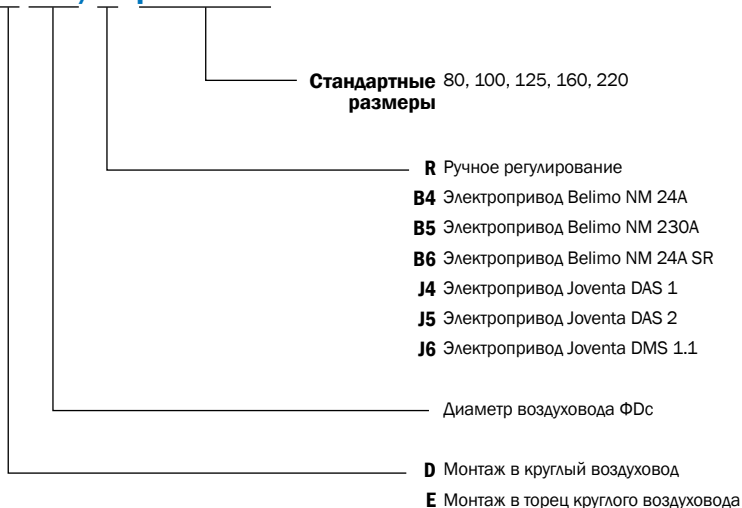 Стандартные 80, 100, 125, 160, 220
размеры
R Ручное регулирование
B4 Электропривод Belimo NM 24A
B5 Электропривод Belimo NM 230A
B6 Электропривод Belimo NM 24A SR
J4 Электропривод Joventa DAS 1
J5 Электропривод Joventa DAS 2
J6 Электропривод Joventa DMS 1.1
Диаметр воздуховода ΦDc
D Монтаж в круглый воздуховод
E Монтаж в торец круглого воздуховода